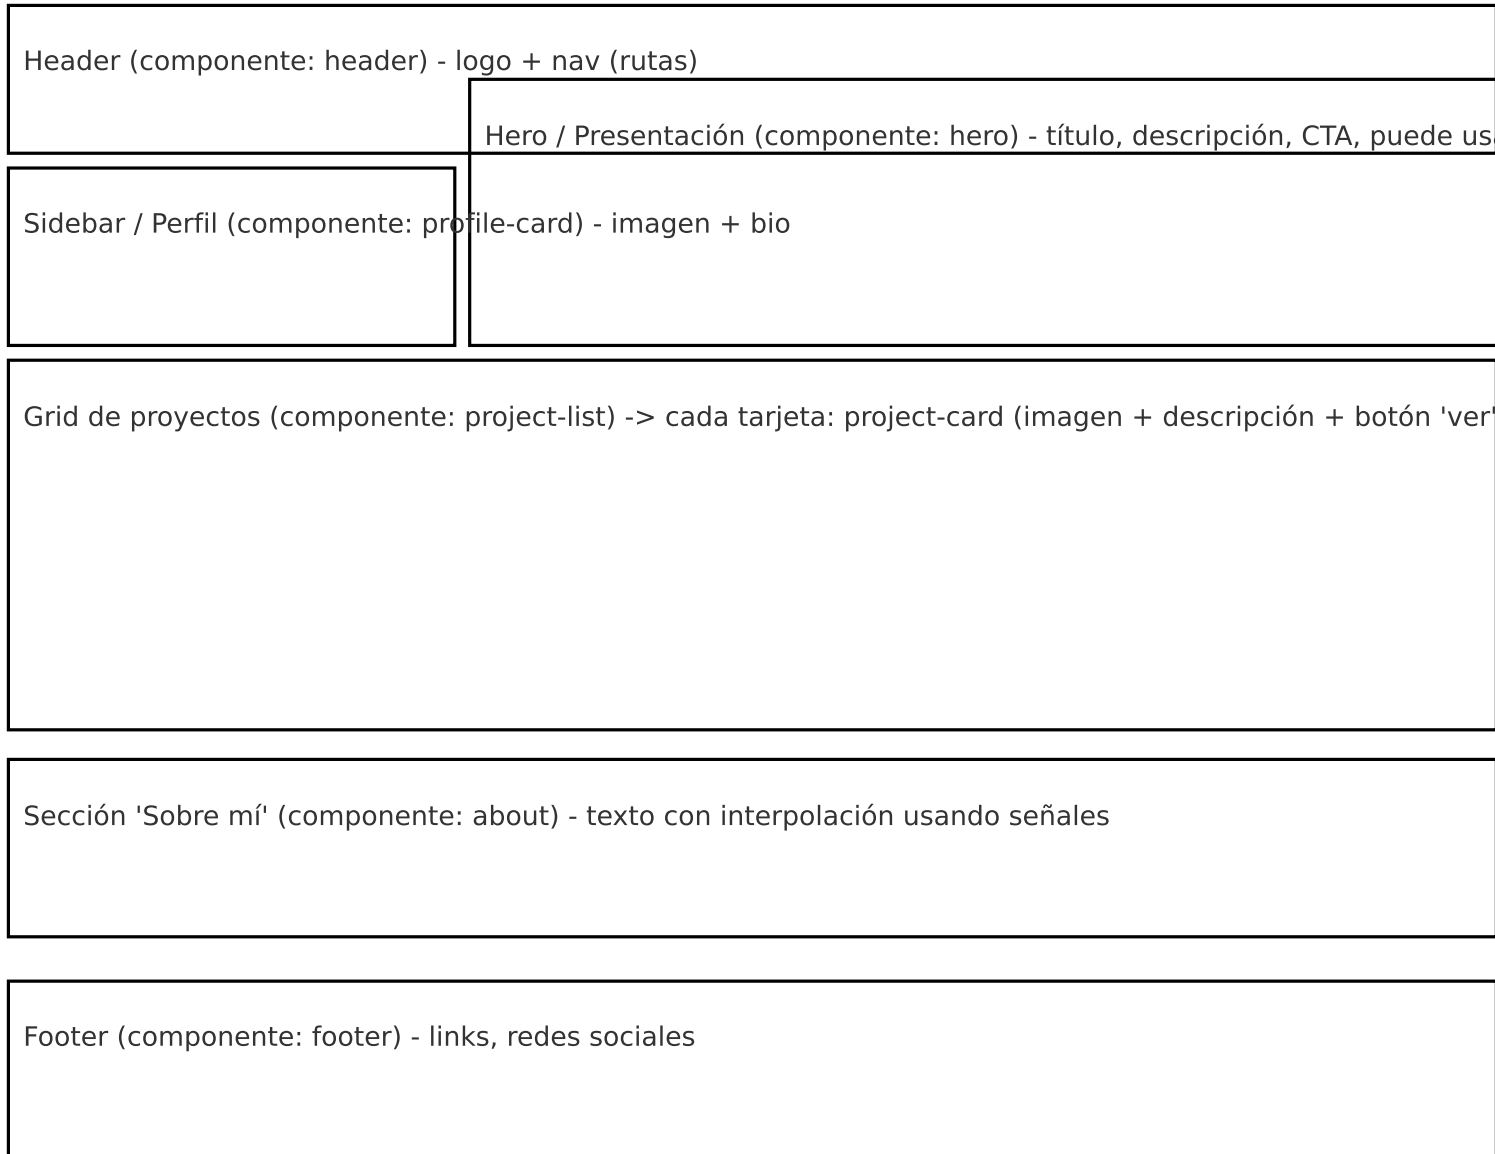 Header (componente: header) - logo + nav (rutas)
Hero / Presentación (componente: hero) - título, descripción, CTA, puede
Sidebar / Perfil (componente: profile-card) - imagen + bio
Grid de proyectos (componente: project-list) -> cada tarjeta: project-card (imagen + descripción + botón 'ver'
Sección 'Sobre mí' (componente: about) - texto con interpolación usando señales
Footer (componente: footer) - links, redes sociales